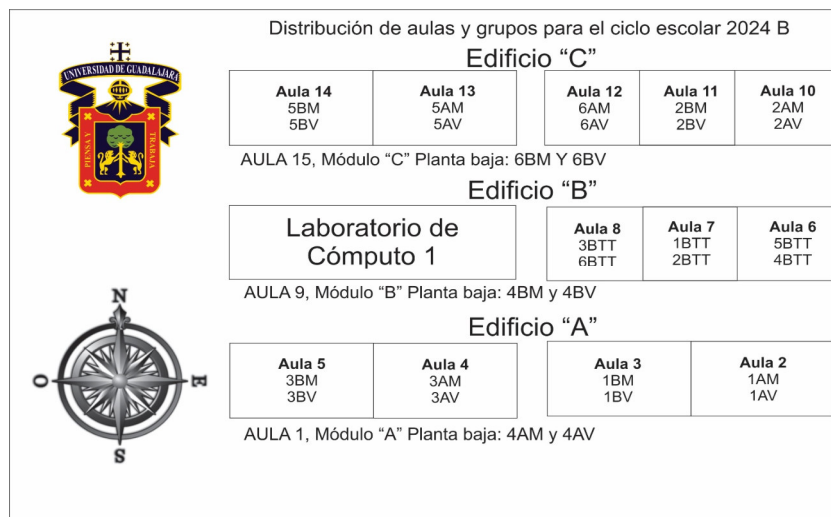 Distribución de aulas y grupos para el ciclo escolar 2024 B
UNIVERSIDAD DE GUADALAJARA
PIENSA Y
TRABAJA
Edificio “C”
Aula 14
5BM
5BV
Aula 13
5AM
5AV
Aula 12
6AM
6AV
Aula 11
2BM
2BV
Aula 10
2AM
2AV
AULA 15, Módulo “C” Planta baja: 6BM Y 6BV
Edificio “B”
Laboratorio de
Cómputo 1
Aula 8
3BTT
6BTT
Aula 7
1BTT
2BTT
Aula 6
5BTT
4BTT
AULA 9, Módulo “B” Planta baja: 4BM y 4BV
Edificio “A”
Aula 5
3BM
3BV
Aula 4
3AM
3AV
Aula 3
1BM
1BV
Aula 2
1AM
1AV
AULA 1, Módulo “A” Planta baja: 4AM y 4AV
N
O
E
S